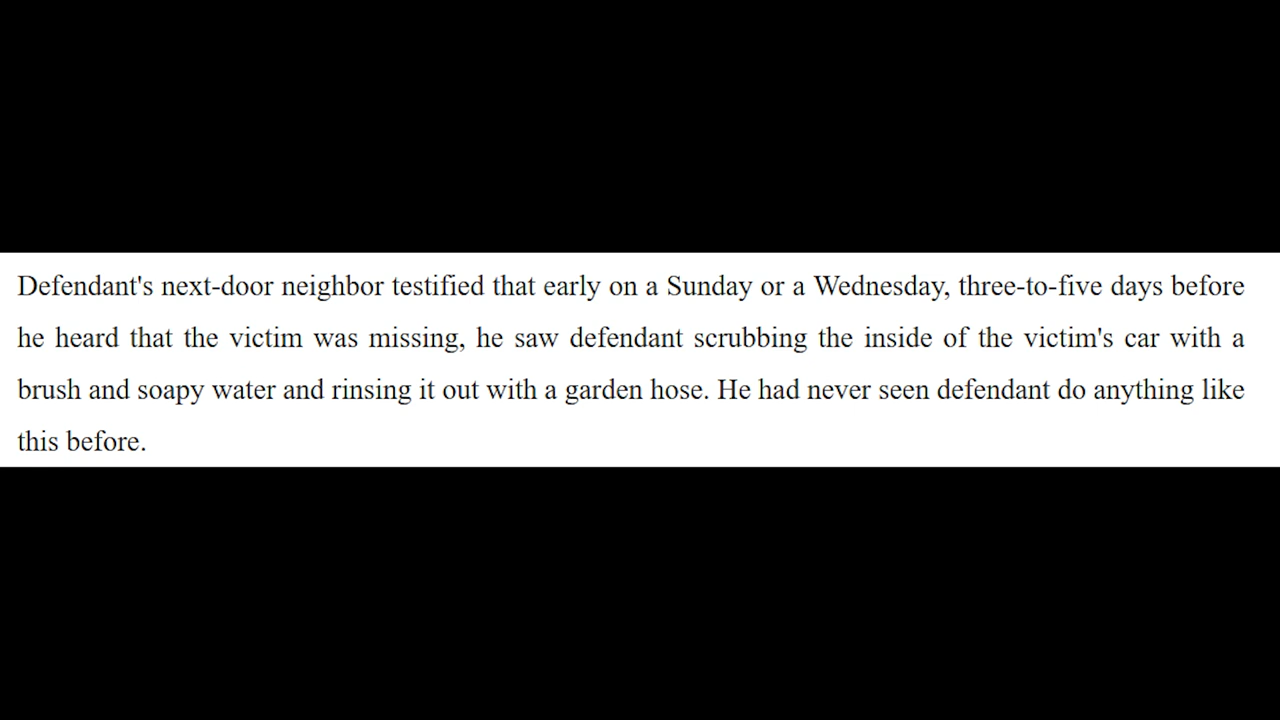 Defendant's next-door neighbor testified that early on a Sunday or a Wednesday, three-to-five days before
he heard that the victim was missing, he saw defendant scrubbing the inside of the victim's car with a
brush and soapy water and rinsing it out with a garden hose. He had never seen defendant do anything like
this before.